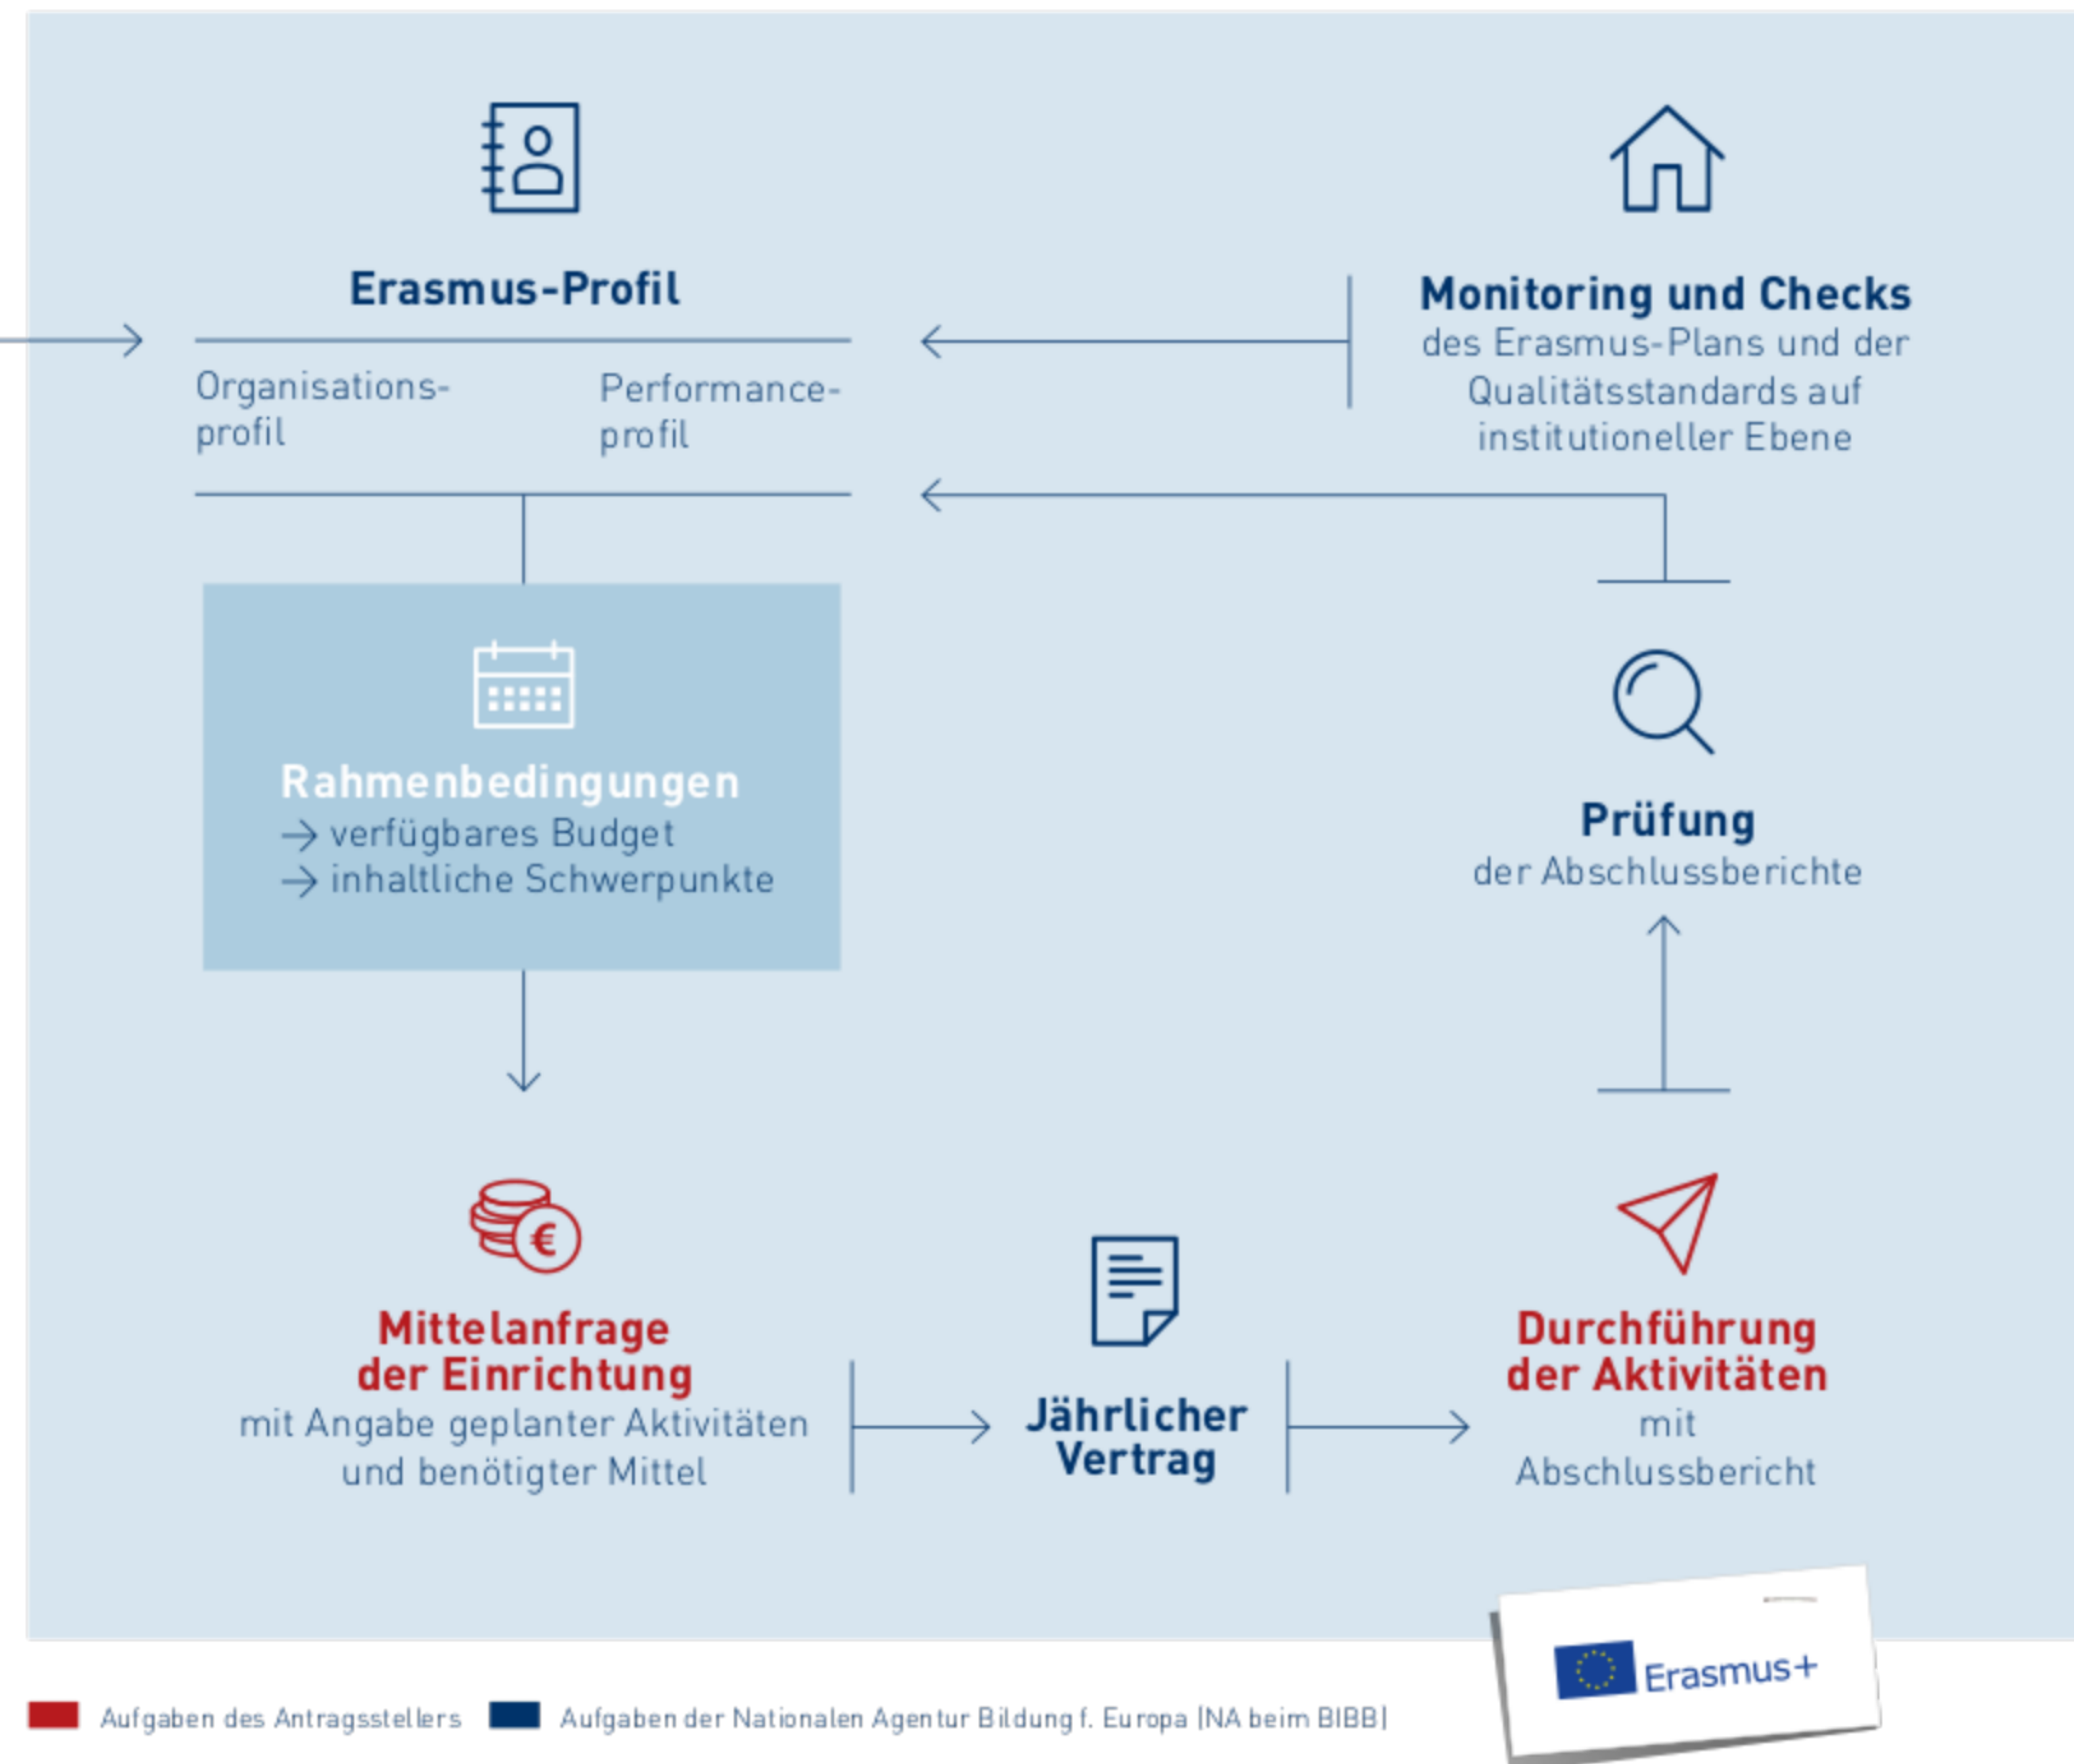 Erasmus-Profil
Organisations-
profil
Performance-
profil
Monitoring und Checks
des Erasmus-Plans und der
Qualitätsstandards auf
institutioneller Ebene
Rahmenbedingungen
→ verfügbares Budget
→ inhaltliche Schwerpunkte
Prüfung
der Abschlussberichte
€
Mittelanfrage
der Einrichtung
mit Angabe geplanter Aktivitäten
und benötigter Mittel
Jährlicher
Vertrag
Durchführung
der Aktivitäten
mit
Abschlussbericht
Aufgaben des Antragsstellers
Aufgaben der Nationalen Agentur Bildung f. Europa (NA beim BIBB)
Erasmus+